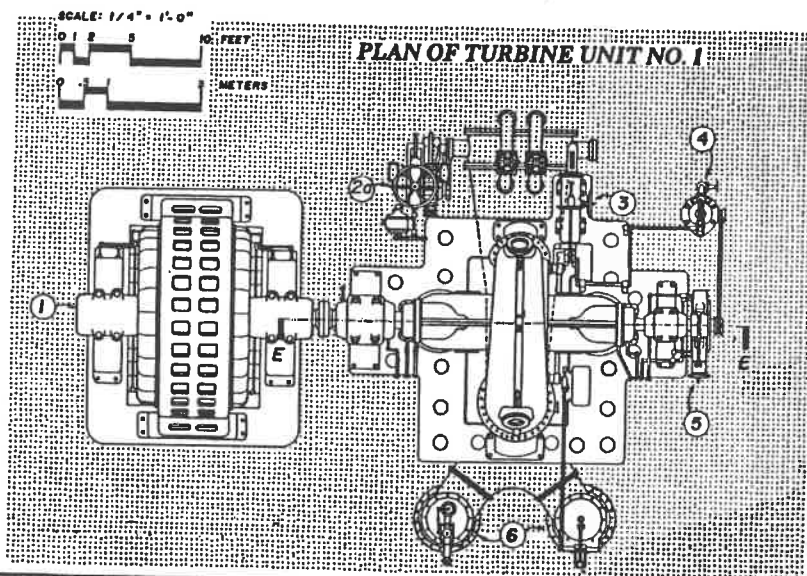 SCALE: 1/4" = 1'-0"
0 1 2 5 10 FEET
0 .5 1 3 METERS
PLAN OF TURBINE UNIT NO. 1
4
2a
3
1
E
E
5
6